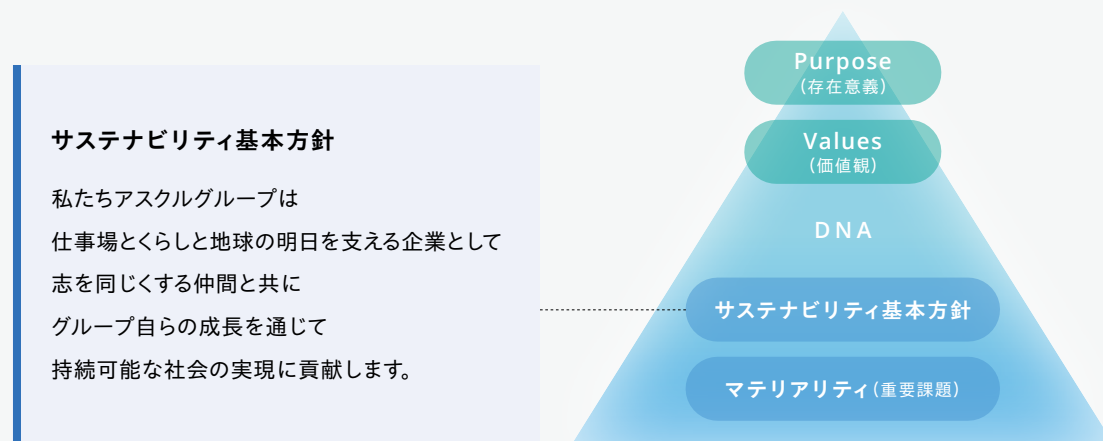 サステナビリティ基本方針
私たちアスクルグループは
仕事場とくらしと地球の明日を支える企業として
志を同じくする仲間と共に
グループ自らの成長を通じて
持続可能な社会の実現に貢献します。
Purpose
(存在意義)
Values
(価値観)
DNA
サステナビリティ基本方針
マテリアリティ(重要課題)